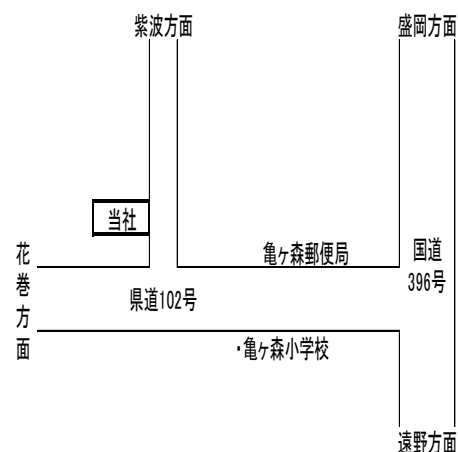 紫波方面
盛岡方面
当社
花巻方面
亀ヶ森郵便局
国道
396号
県道102号
・亀ヶ森小学校
遠野方面